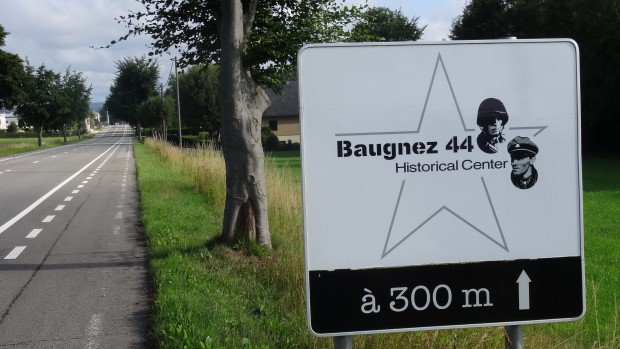 Baugnez 44
Historical Center
à 300 m